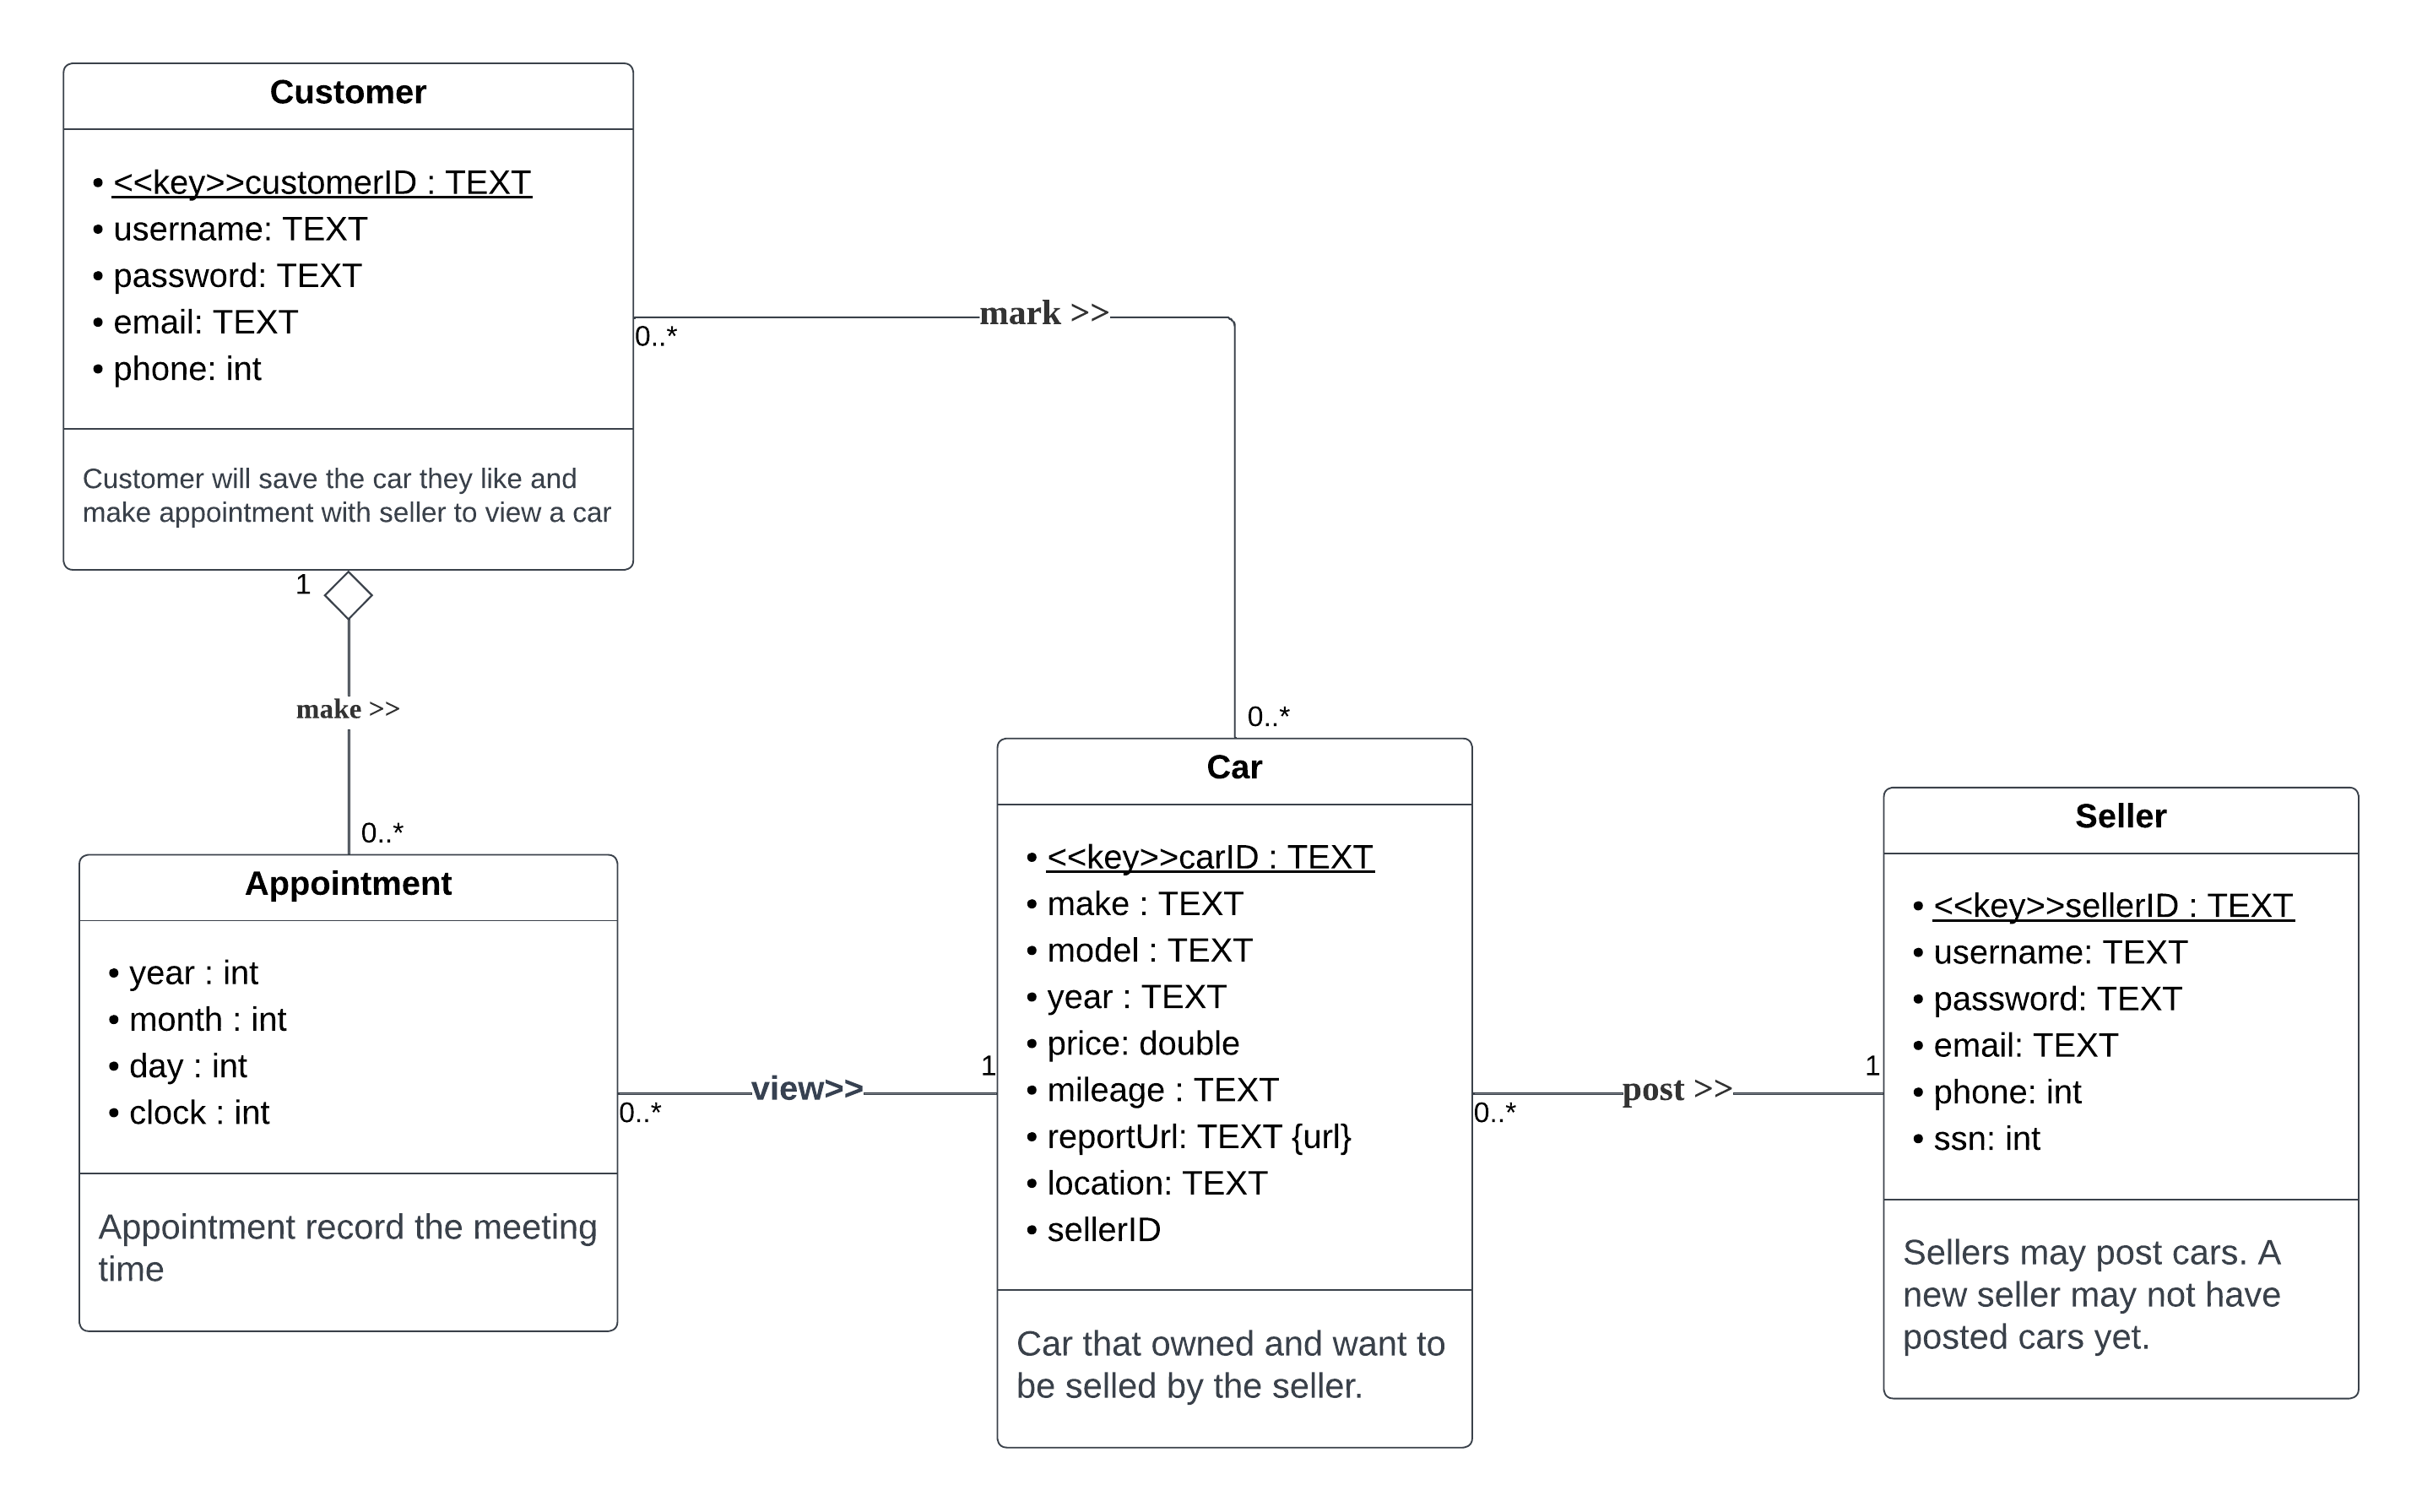 Customer
• <<key>>customerID : TEXT
• username: TEXT
• password: TEXT
• email: TEXT
• phone: int
Customer will save the car they like and
make appointment with seller to view a car
mark >>
0..*
0..*
1
make >>
0..*
Appointment
• year : int
• month : int
• day : int
• clock : int
Appointment record the meeting
time
view>>
0..*
1
Car
• <<key>>carID : TEXT
• make : TEXT
• model : TEXT
• year : TEXT
• price: double
• mileage : TEXT
• reportUrl: TEXT {url}
• location: TEXT
• sellerID
Car that owned and want to
be selled by the seller.
post >>
0..*
1
Seller
• <<key>>sellerID : TEXT
• username: TEXT
• password: TEXT
• email: TEXT
• phone: int
• ssn: int
Sellers may post cars. A
new seller may not have
posted cars yet.